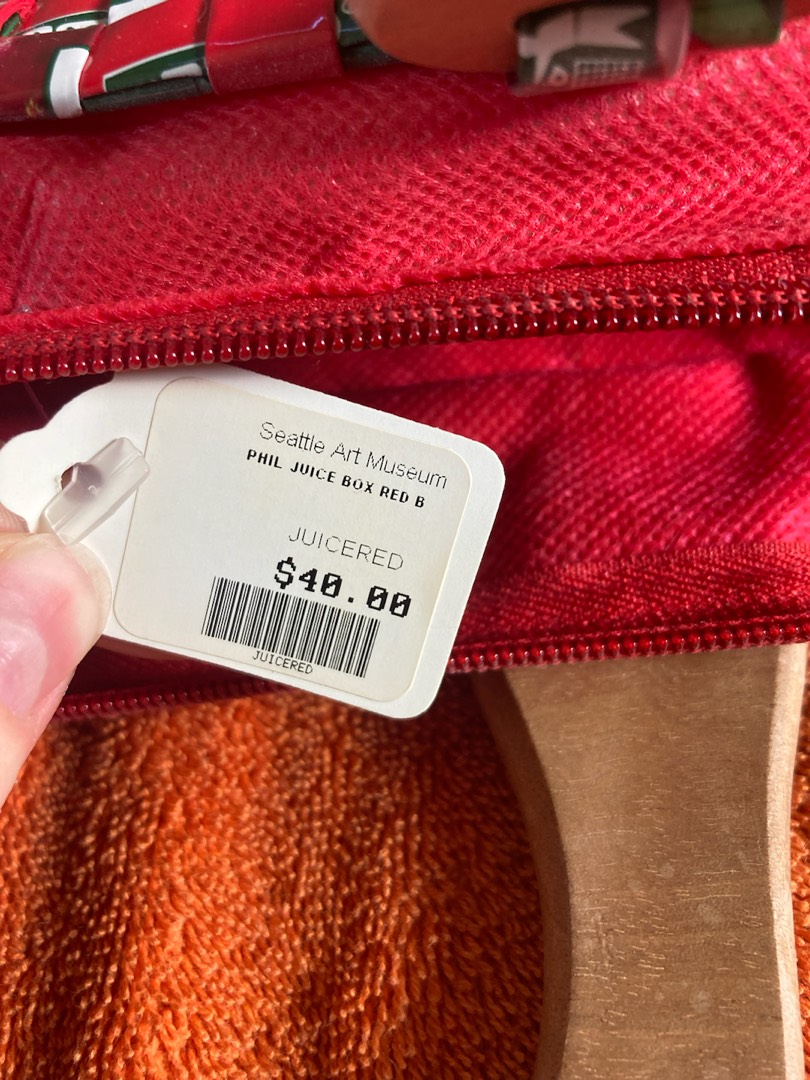 Seattle Art Museum
PHIL JUICE BOX RED B
JUICERED
$40.00
JUICERED